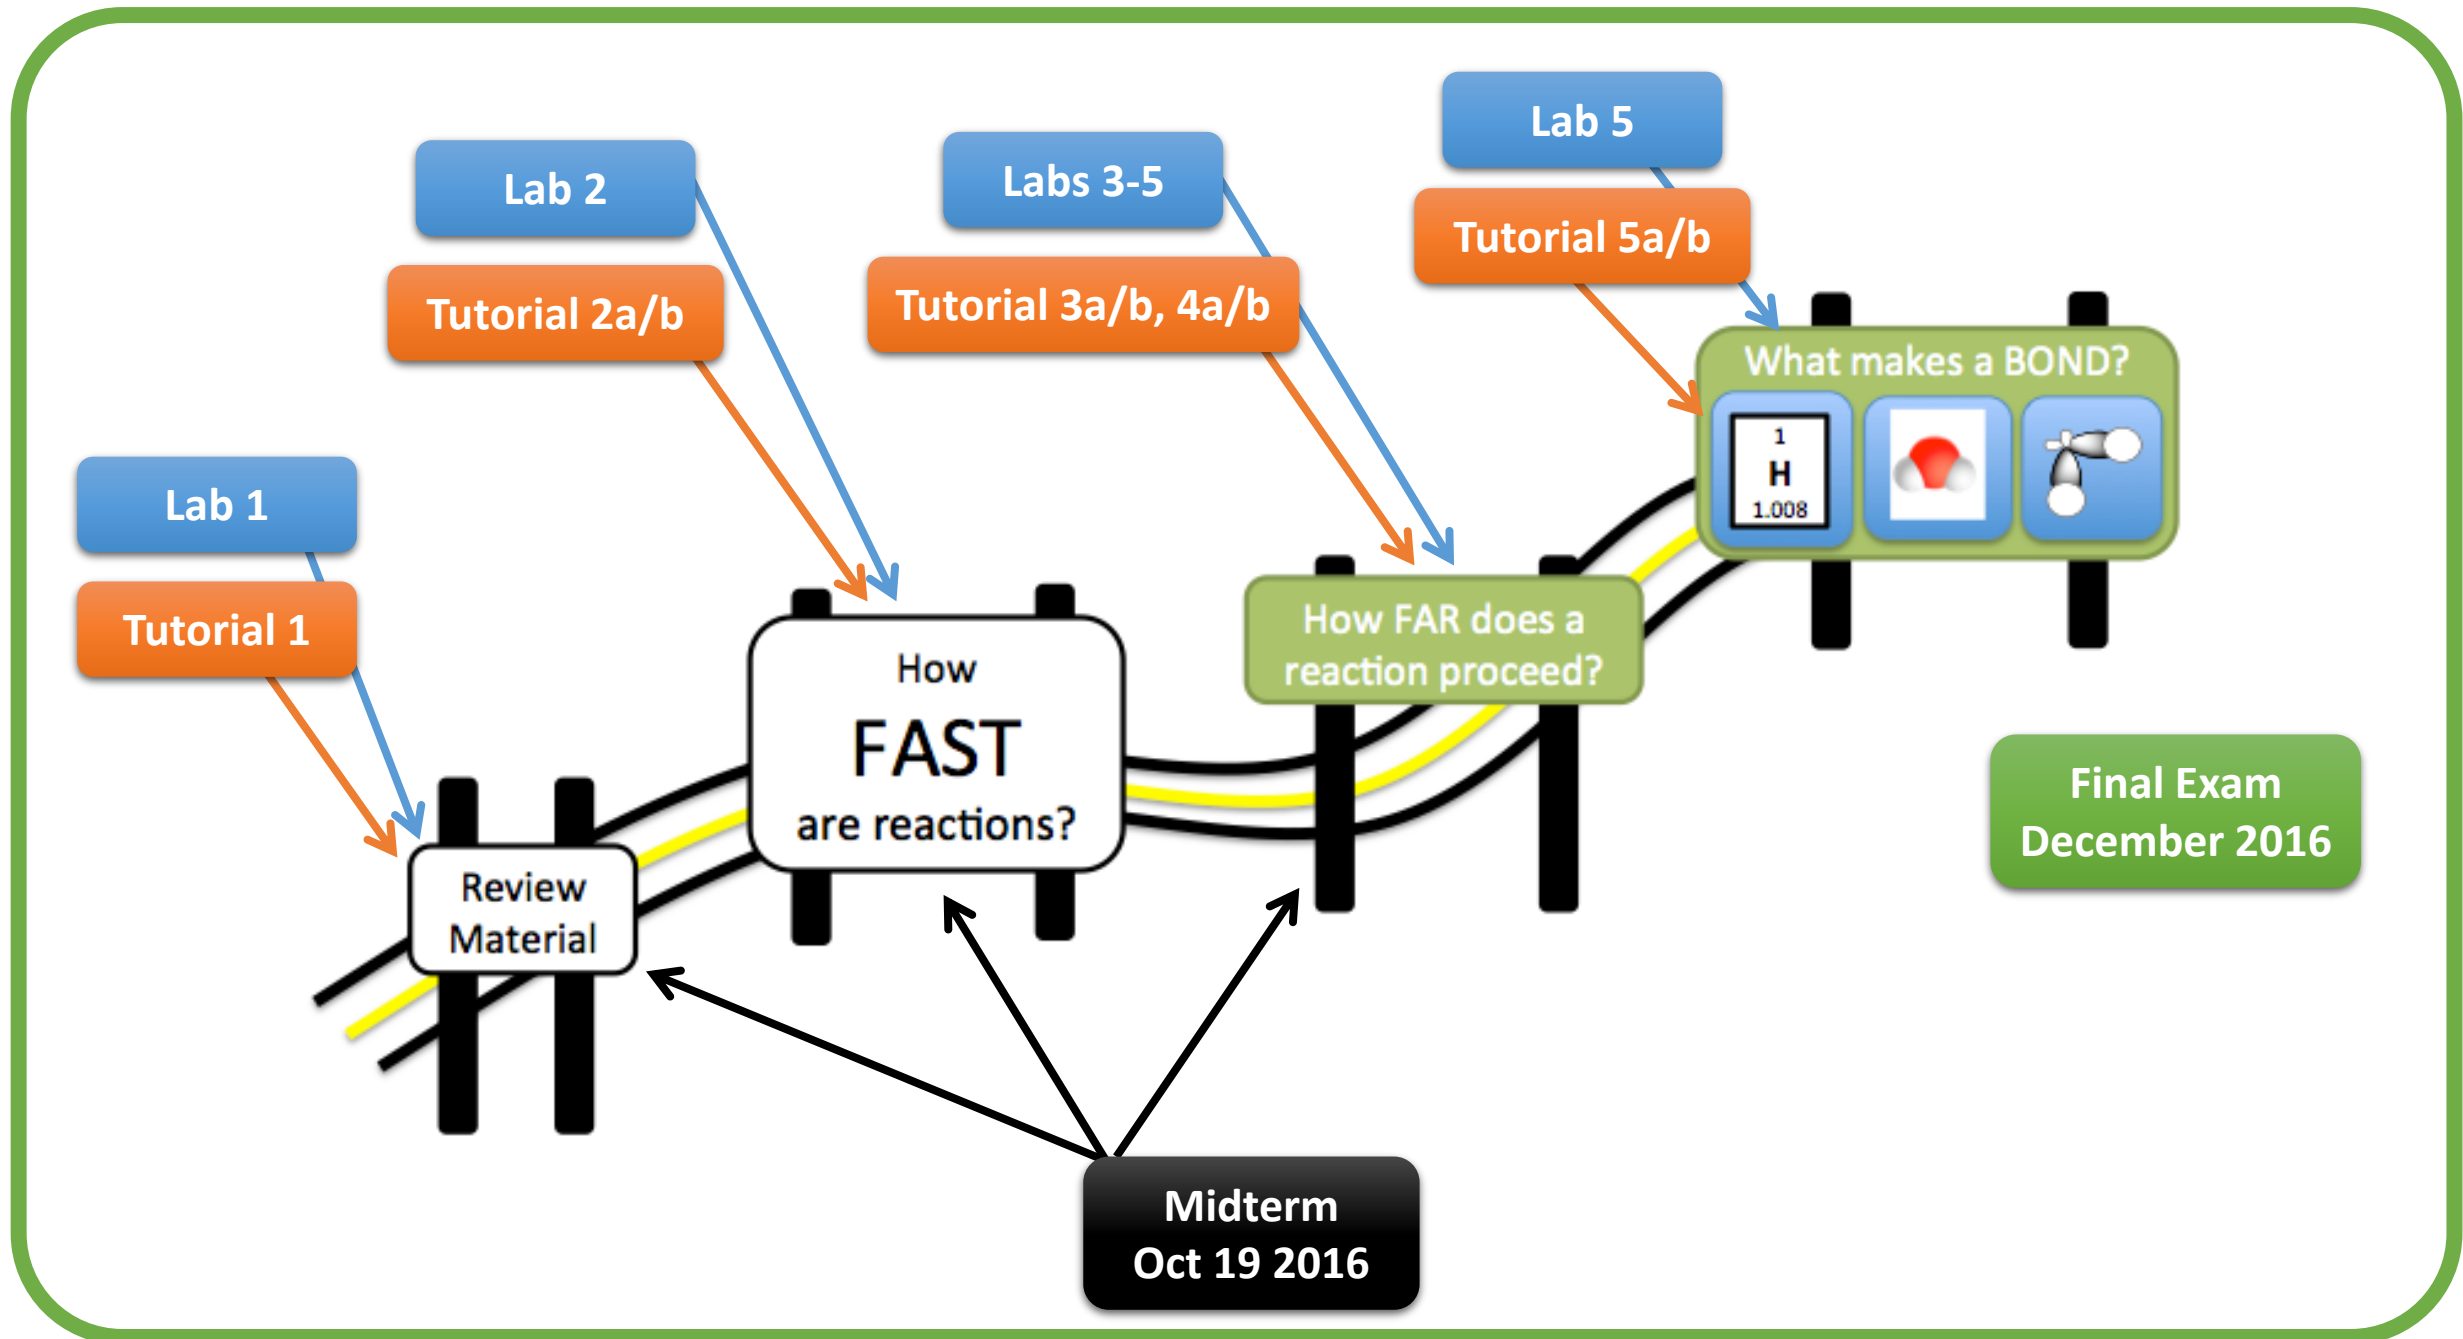 Lab 1
Tutorial 1
Review
Material
Lab 2
Tutorial 2a/b
How
FAST
are reactions?
Labs 3-5
Tutorial 3a/b, 4a/b
How FAR does a
reaction proceed?
Lab 5
Tutorial 5a/b
What makes a BOND?
1
H
1.008
Midterm
Oct 19 2016
Final Exam
December 2016